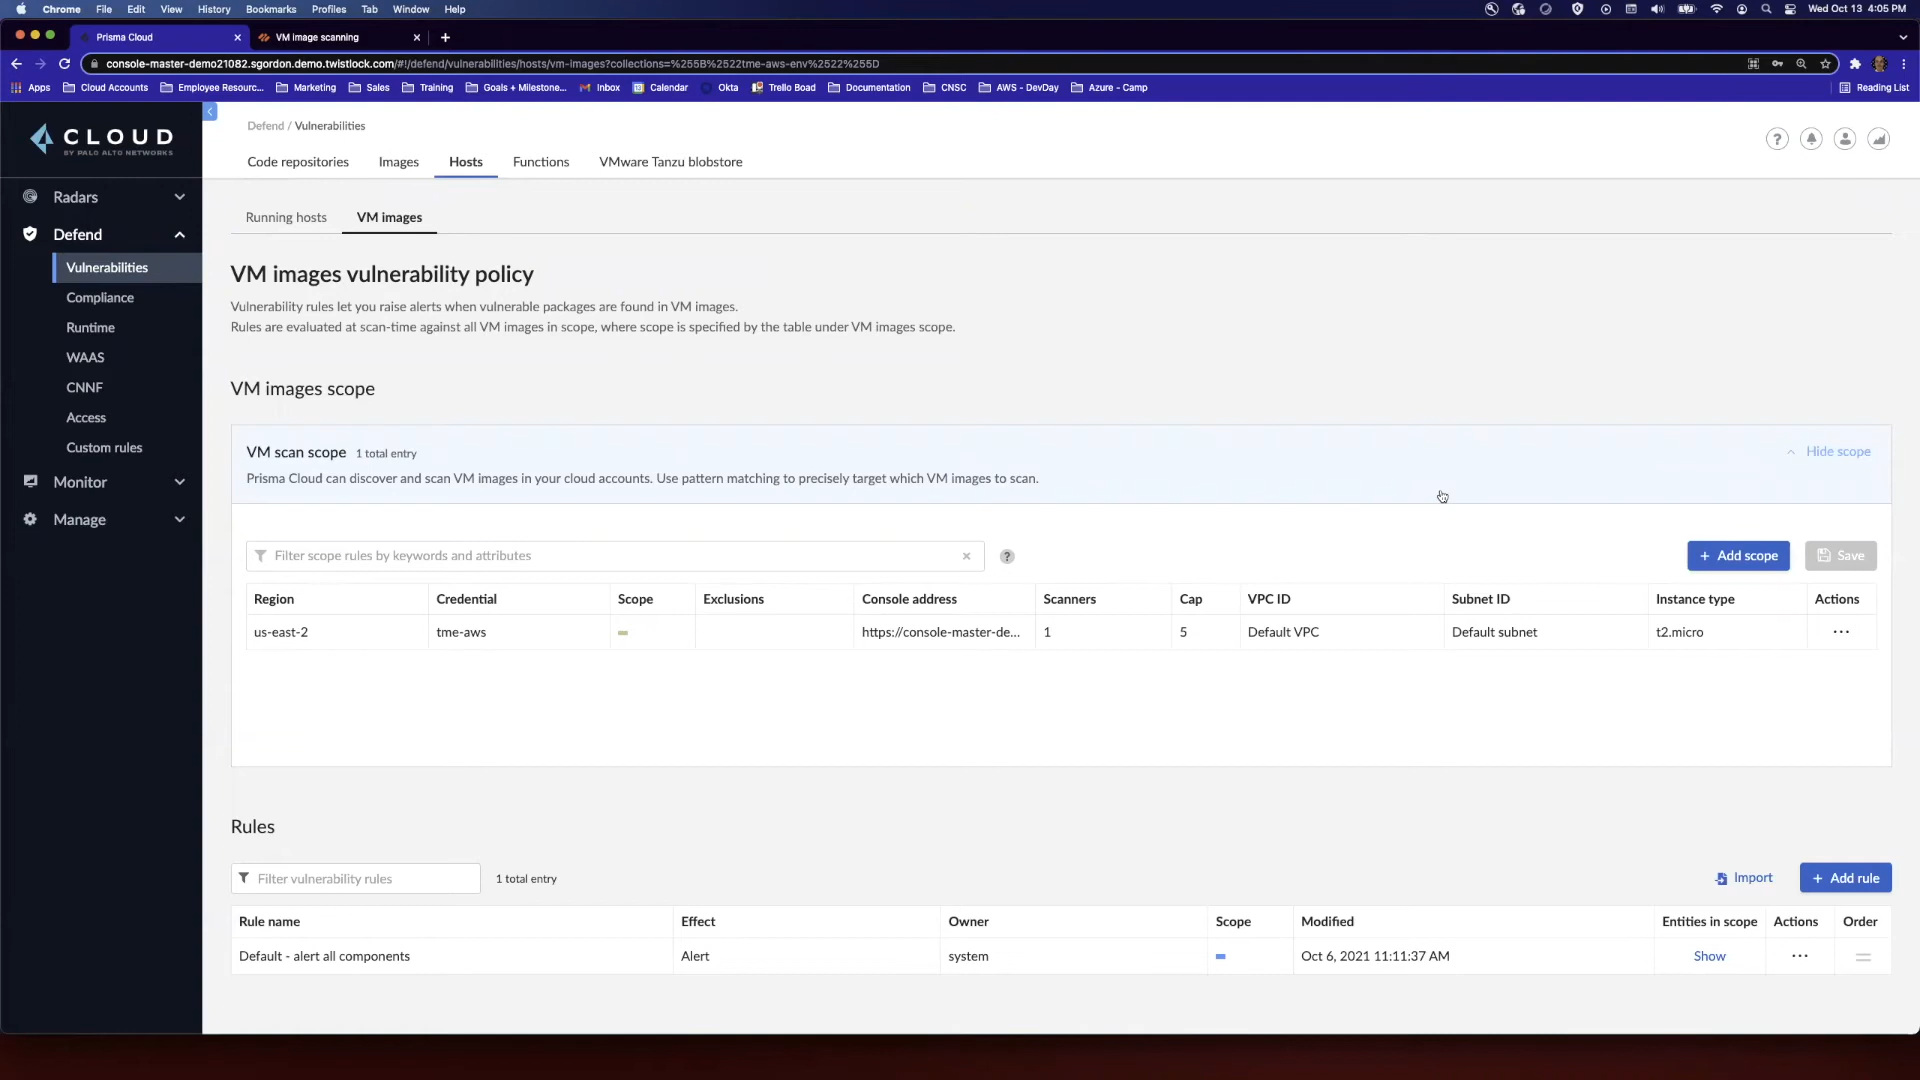 Chrome File Edit View History Bookmarks Profiles Tab Window Help Wed Oct 13 4:05 PM
Prisma Cloud VM image scanning
console-master-demo21082.sgordon.demo.twistlock.com/#!/defend/vulnerabilities/hosts/vm-images?collections=%255B%2522tme-aws-env%2522%255D
Apps Cloud Accounts Employee Resourc... Marketing Sales Training Goals + Milestone... Inbox Calendar Okta Trello Boad Documentation CNSC AWS - DevDay Azure - Camp Reading List
CLOUD
BY PALO ALTO NETWORKS
Radars
Defend
Vulnerabilities
Compliance
Runtime
WAAS
CNNF
Access
Custom rules
Monitor
Manage
Defend / Vulnerabilities
Code repositories Images Hosts Functions VMware Tanzu blobstore
Running hosts VM images
VM images vulnerability policy
Vulnerability rules let you raise alerts when vulnerable packages are found in VM images.
Rules are evaluated at scan-time against all VM images in scope, where scope is specified by the table under VM images scope.
VM images scope
VM scan scope 1 total entry Hide scope
Prisma Cloud can discover and scan VM images in your cloud accounts. Use pattern matching to precisely target which VM images to scan.
Filter scope rules by keywords and attributes × ? + Add scope Save
Region Credential Scope Exclusions Console address Scanners Cap VPC ID Subnet ID Instance type Actions
us-east-2 tme-aws https://console-master-de... 1 5 Default VPC Default subnet t2.micro ...
Rules
Filter vulnerability rules 1 total entry Import + Add rule
Rule name Effect Owner Scope Modified Entities in scope Actions Order
Default - alert all components Alert system Oct 6, 2021 11:11:37 AM Show ...